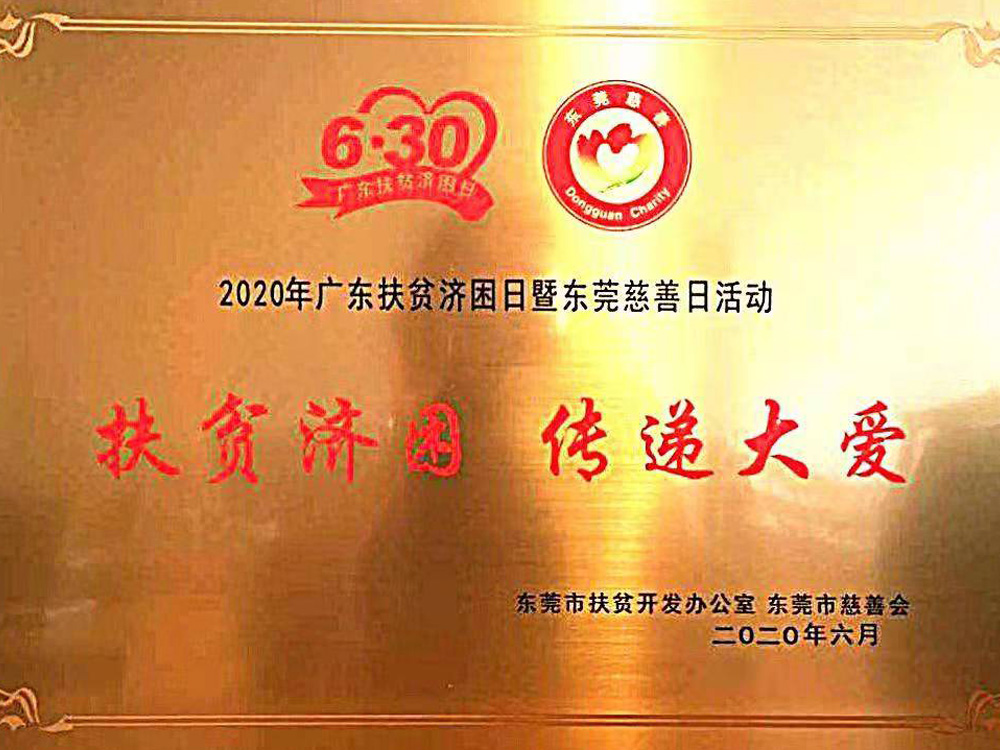 6·30
广东扶贫济困日
东莞慈善
Dongguan Charity
2020年广东扶贫济困日暨东莞慈善日活动
扶贫济困 传递大爱
东莞市扶贫开发办公室 东莞市慈善会
二〇二〇年六月